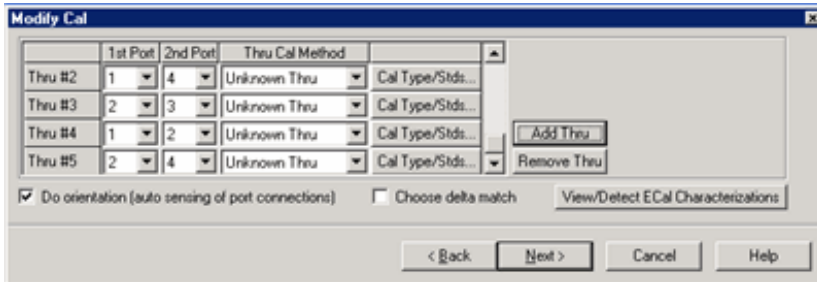 Modify Cal
1st Port 2nd Port Thru Cal Method
Thru #2 1 4 Unknown Thru Cal Type/Stds...
Thru #3 2 3 Unknown Thru Cal Type/Stds...
Thru #4 1 2 Unknown Thru Cal Type/Stds... Add Thru
Thru #5 2 4 Unknown Thru Cal Type/Stds... Remove Thru
Do orientation (auto sensing of port connections) Choose delta match View/Detect ECal Characterizations
< Back Next > Cancel Help